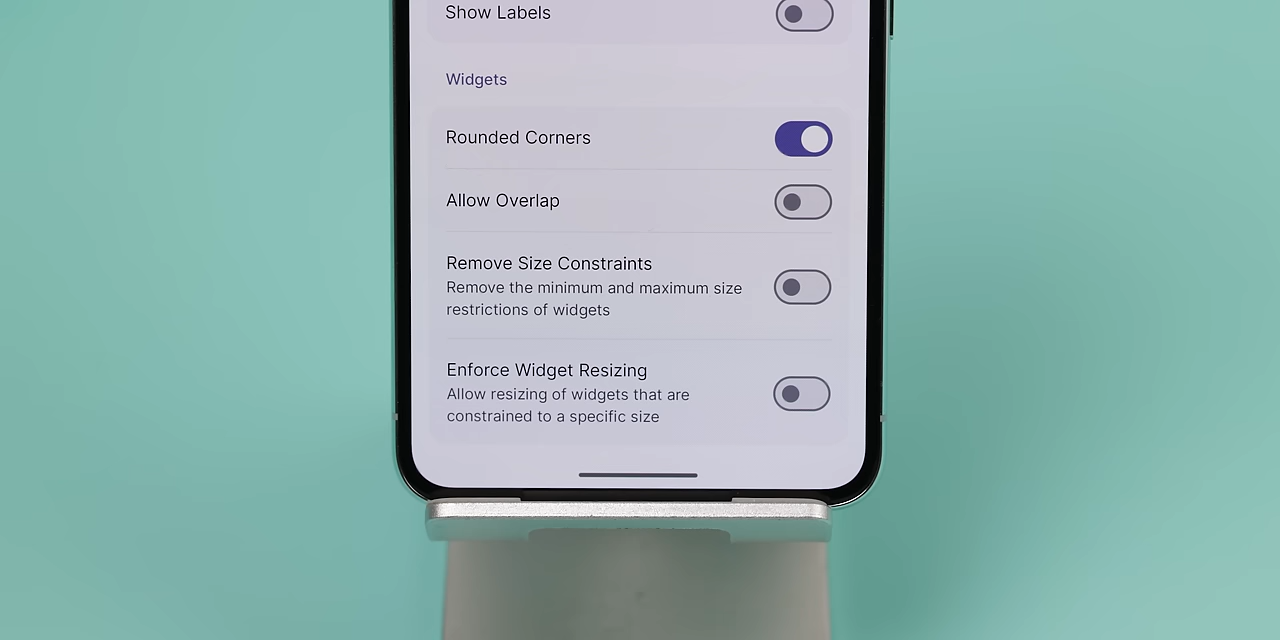 Show Labels
Widgets
Rounded Corners
Allow Overlap
Remove Size Constraints
Remove the minimum and maximum size
restrictions of widgets
Enforce Widget Resizing
Allow resizing of widgets that are
constrained to a specific size